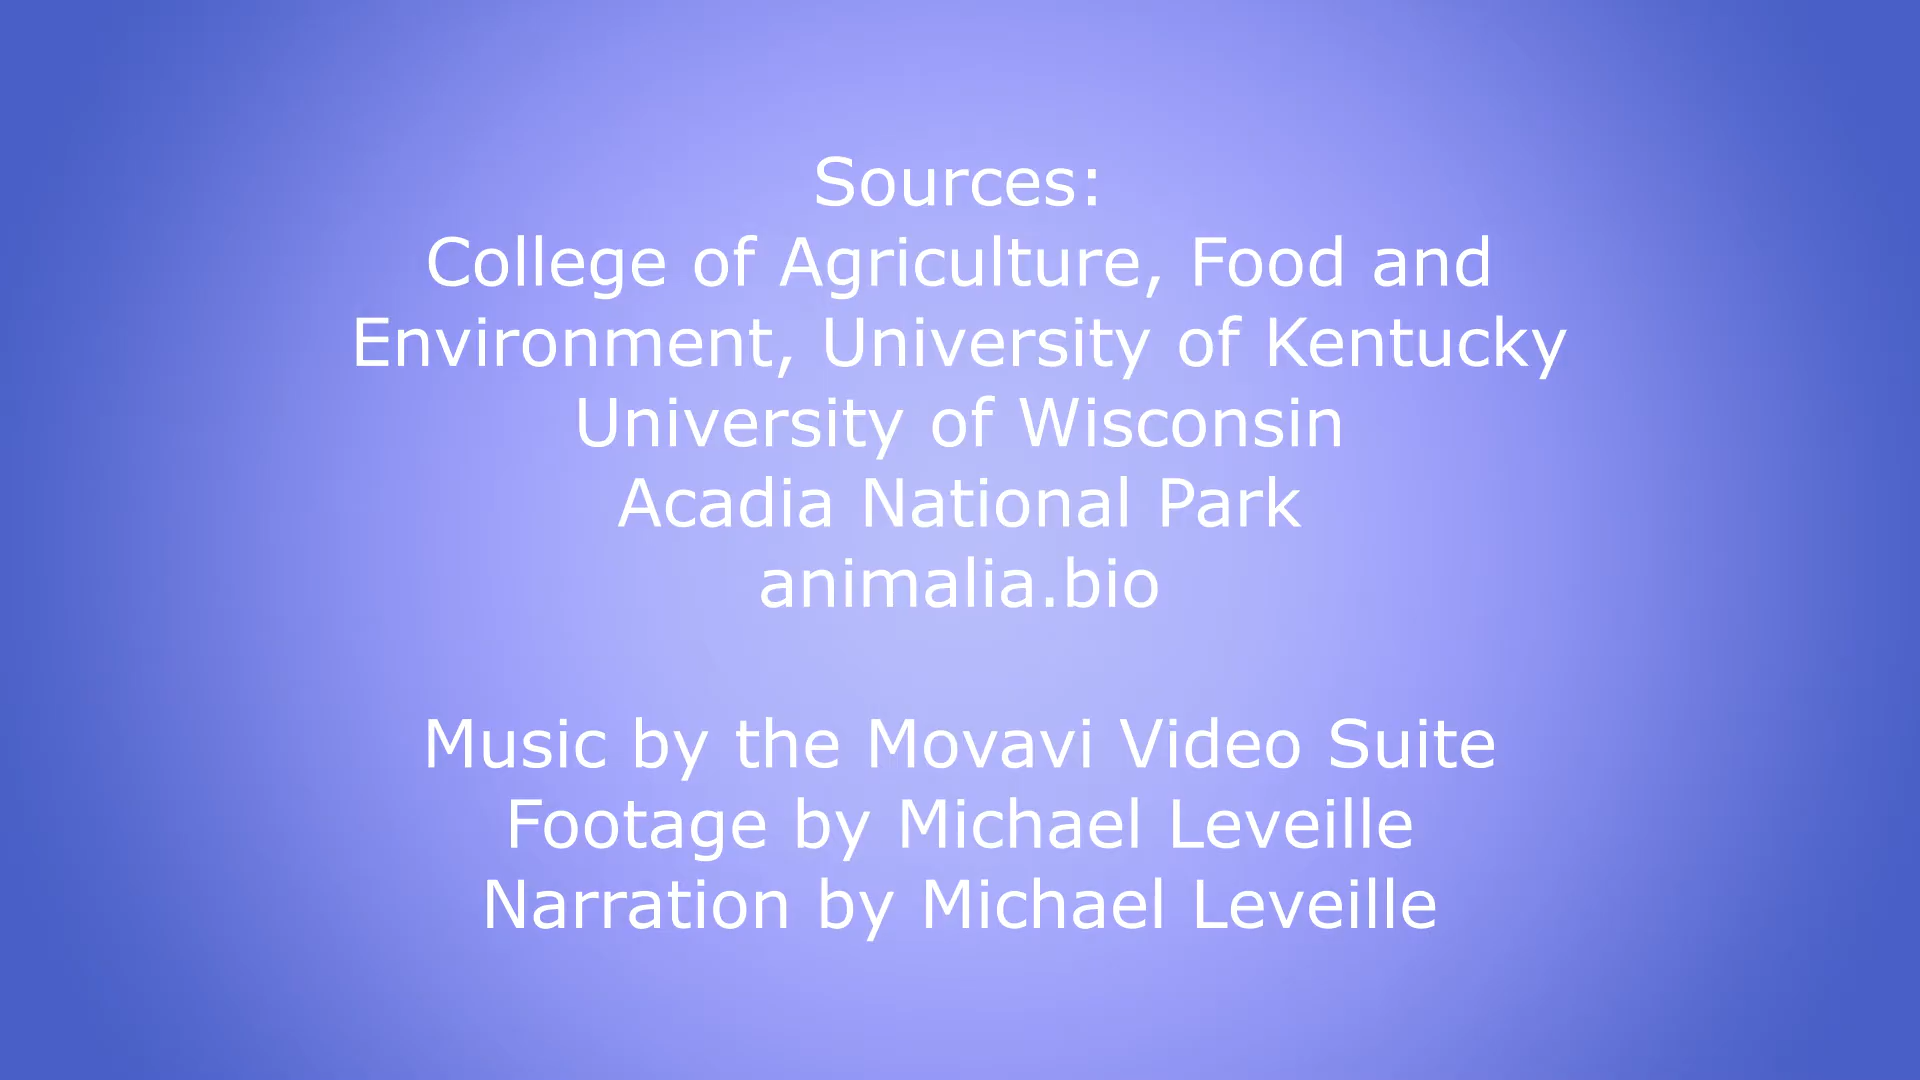 Sources:
College of Agriculture, Food and
Environment, University of Kentucky
University of Wisconsin
Acadia National Park
animalia.bio
Music by the Movavi Video Suite
Footage by Michael Leveille
Narration by Michael Leveille